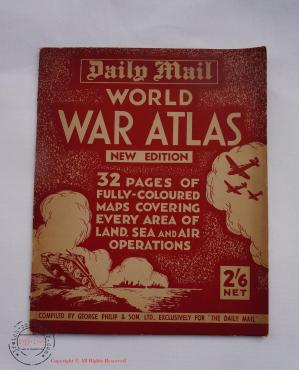 Daily Mail
WORLD
WAR ATLAS
NEW EDITION
32 PAGES OF
FULLY-COLOURED
MAPS COVERING
EVERY AREA OF
LAND, SEA AND AIR
OPERATIONS
2/6
NET
COMPILED BY GEORGE PHILIP & SON, LTD., EXCLUSIVELY FOR "THE DAILY MAIL"
Copyright © All Rights Reserved